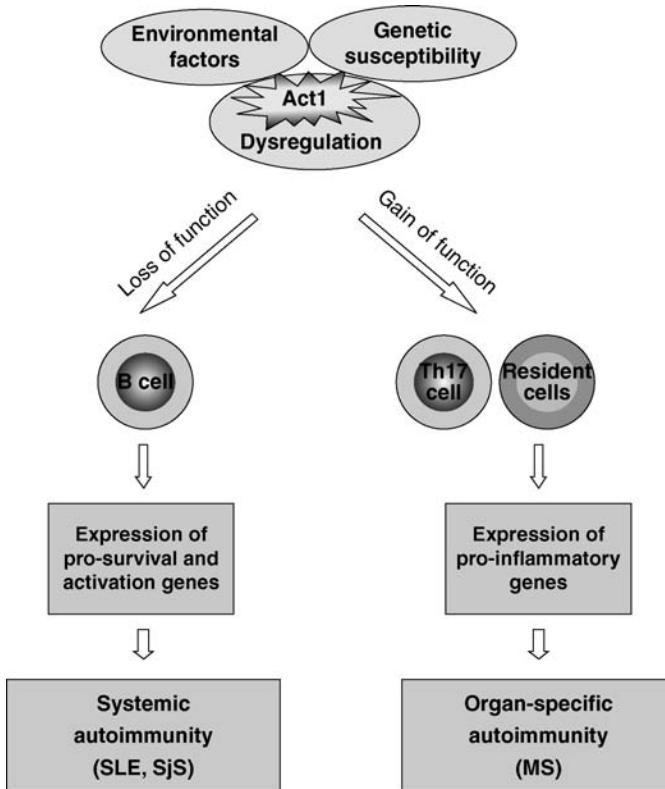 Environmental
factors
Genetic
susceptibility
Act1
Dysregulation
Loss of function
Gain of function
B cell
Th17
cell
Resident
cells
Expression of
pro-survival and
activation genes
Expression of
pro-inflammatory
genes
Systemic
autoimmunity
(SLE, SjS)
Organ-specific
autoimmunity
(MS)